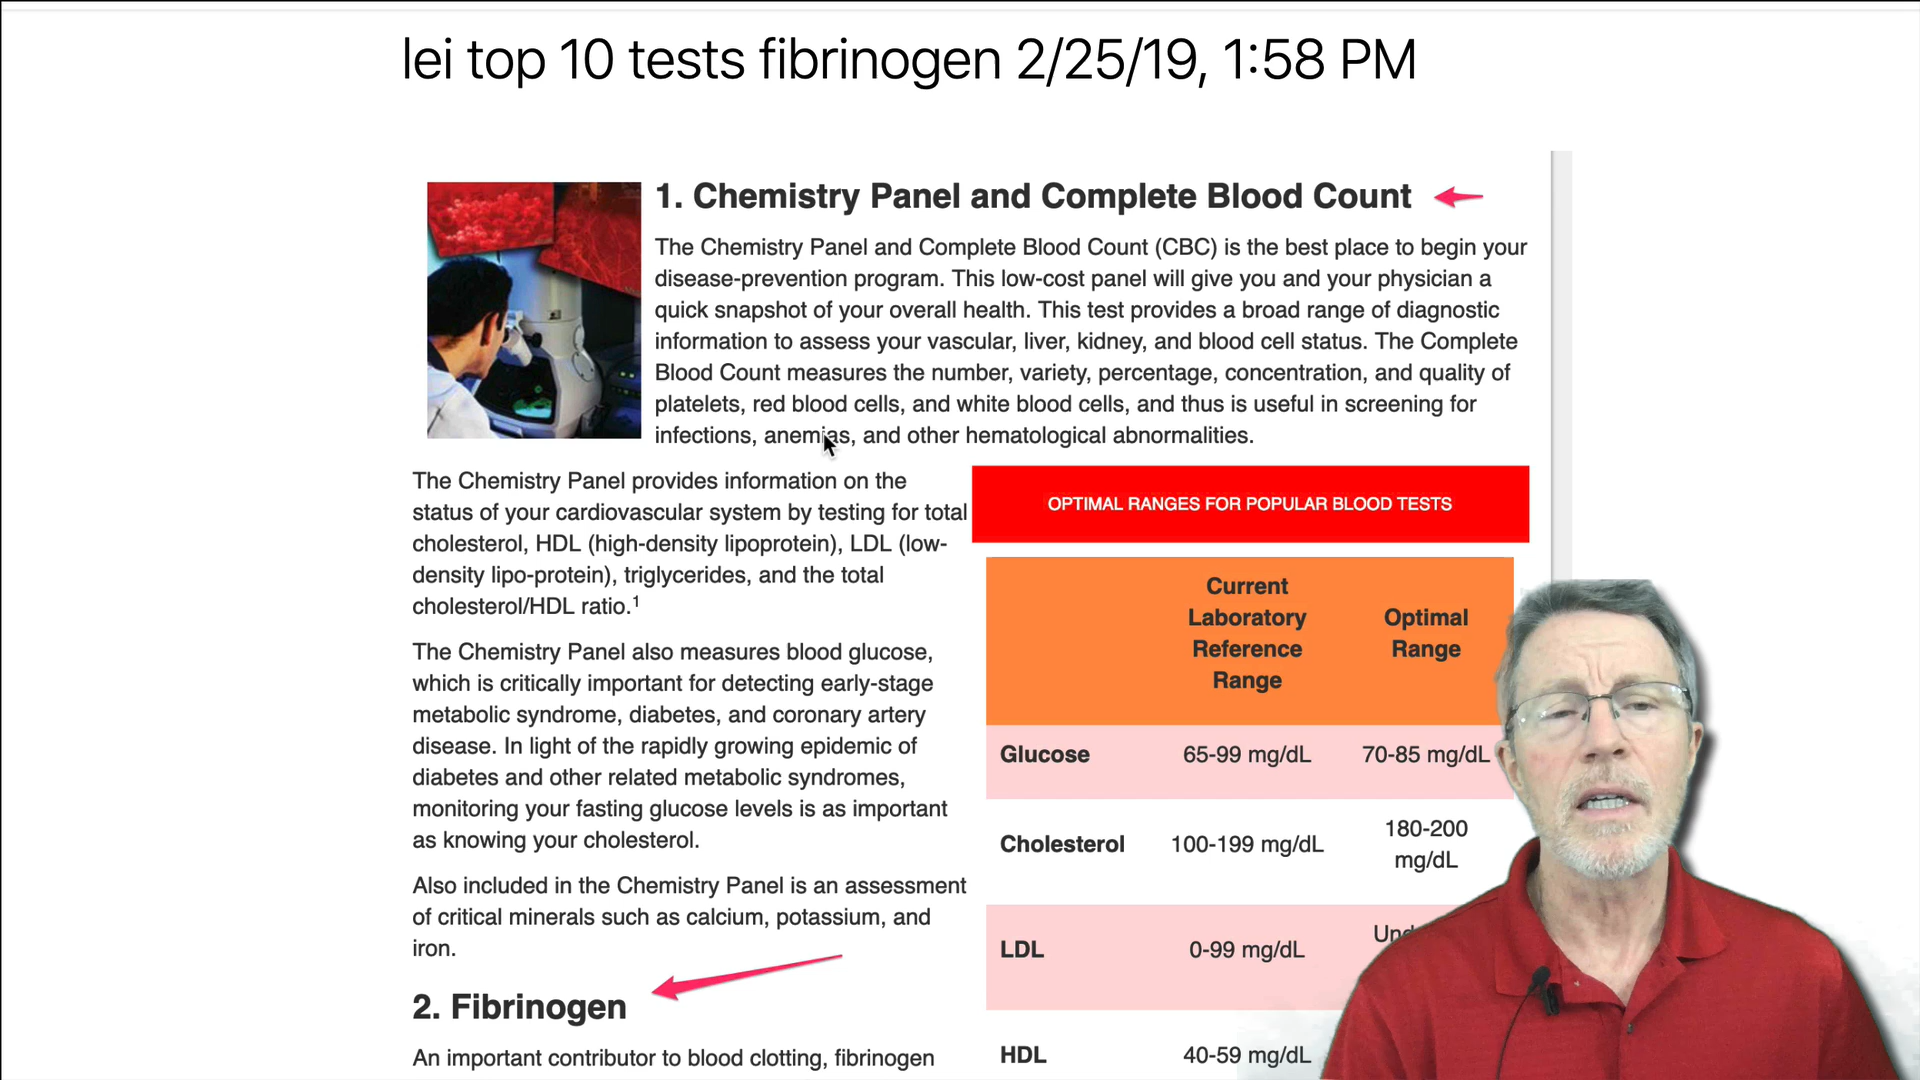 lei top 10 tests fibrinogen 2/25/19, 1:58 PM
1. Chemistry Panel and Complete Blood Count
The Chemistry Panel and Complete Blood Count (CBC) is the best place to begin your
disease-prevention program. This low-cost panel will give you and your physician a
quick snapshot of your overall health. This test provides a broad range of diagnostic
information to assess your vascular, liver, kidney, and blood cell status. The Complete
Blood Count measures the number, variety, percentage, concentration, and quality of
platelets, red blood cells, and white blood cells, and thus is useful in screening for
infections, anemias, and other hematological abnormalities.
The Chemistry Panel provides information on the
status of your cardiovascular system by testing for total
cholesterol, HDL (high-density lipoprotein), LDL (low-
density lipo-protein), triglycerides, and the total
cholesterol/HDL ratio.¹
The Chemistry Panel also measures blood glucose,
which is critically important for detecting early-stage
metabolic syndrome, diabetes, and coronary artery
disease. In light of the rapidly growing epidemic of
diabetes and other related metabolic syndromes,
monitoring your fasting glucose levels is as important
as knowing your cholesterol.
Also included in the Chemistry Panel is an assessment
of critical minerals such as calcium, potassium, and
iron.
2. Fibrinogen
An important contributor to blood clotting, fibrinogen
OPTIMAL RANGES FOR POPULAR BLOOD TESTS
Current
Laboratory
Reference
Range
Optimal
Range
Glucose 65-99 mg/dL 70-85 mg/dL
Cholesterol 100-199 mg/dL 180-200
mg/dL
LDL 0-99 mg/dL
HDL 40-59 mg/dL